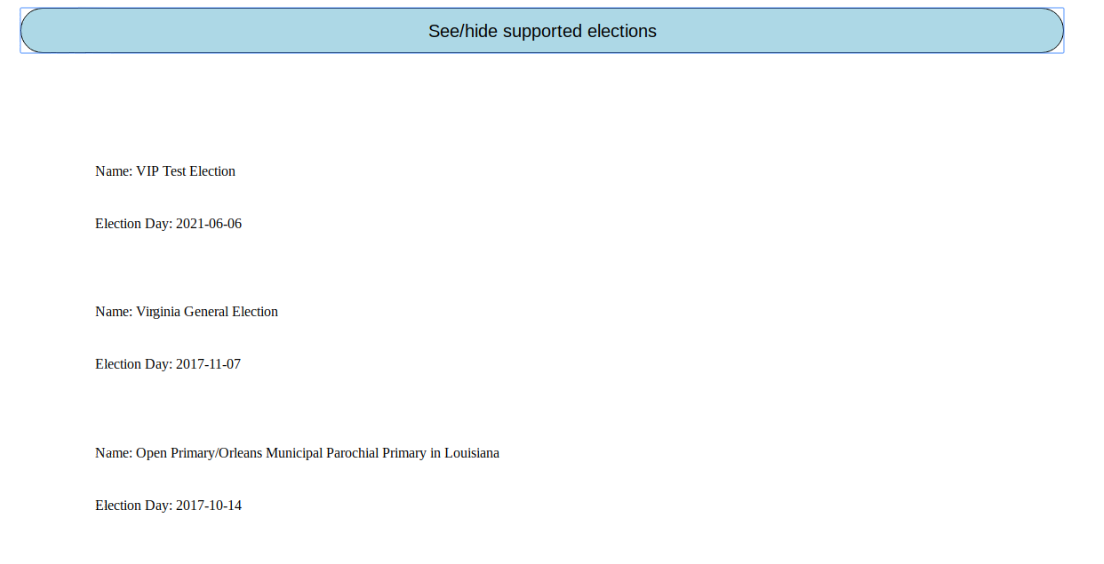 See/hide supported elections
Name: VIP Test Election
Election Day: 2021-06-06
Name: Virginia General Election
Election Day: 2017-11-07
Name: Open Primary/Orleans Municipal Parochial Primary in Louisiana
Election Day: 2017-10-14